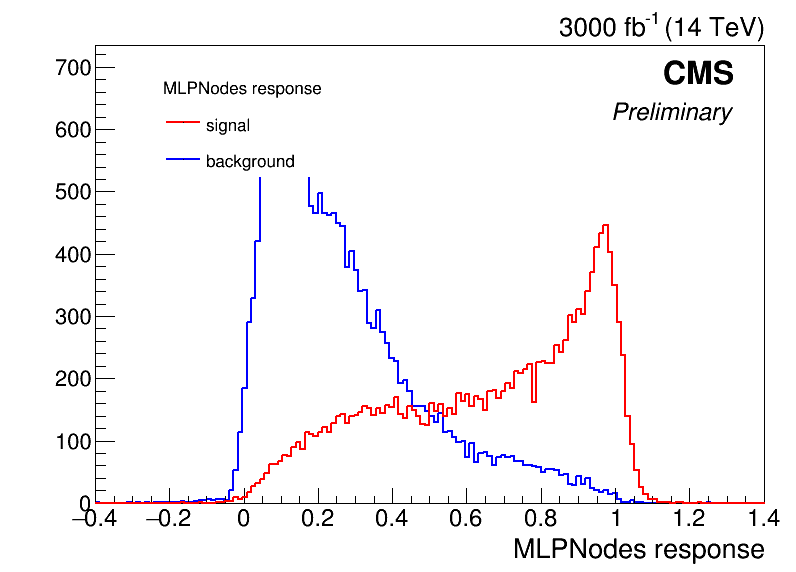 3000 fb⁻¹ (14 TeV)
CMS
Preliminary
MLPNodes response
signal
background
700
600
500
400
300
200
100
0
−0.4 −0.2 0 0.2 0.4 0.6 0.8 1 1.2 1.4
MLPNodes response